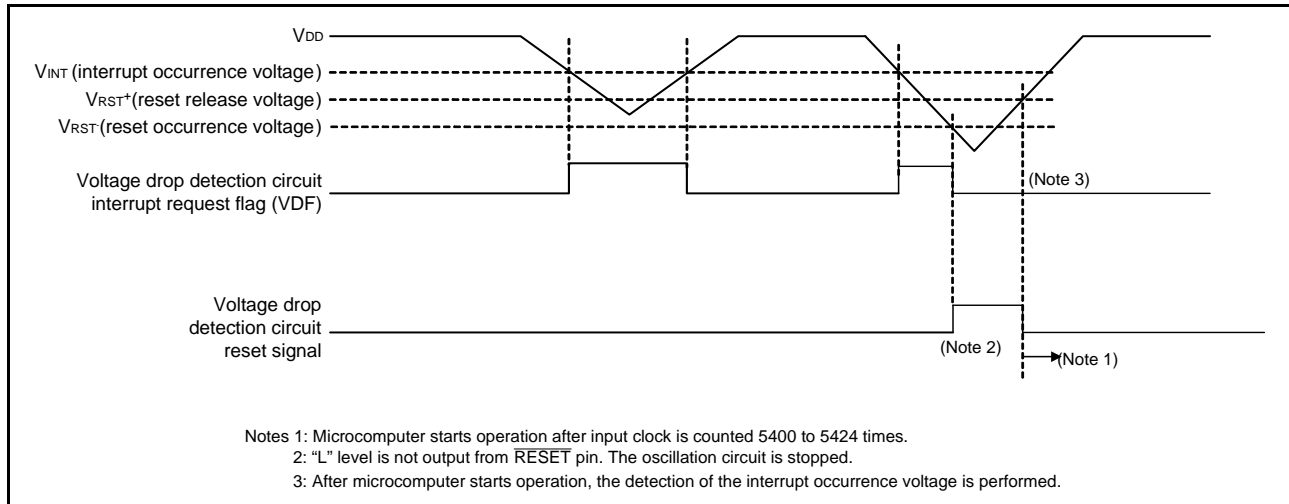 VDD
VINT (interrupt occurrence voltage)
VRST+(reset release voltage)
VRST-(reset occurrence voltage)
Voltage drop detection circuit
interrupt request flag (VDF)
(Note 3)
Voltage drop
detection circuit
reset signal
(Note 2)
(Note 1)
Notes 1: Microcomputer starts operation after input clock is counted 5400 to 5424 times.
2: “L” level is not output from RESET pin. The oscillation circuit is stopped.
3: After microcomputer starts operation, the detection of the interrupt occurrence voltage is performed.